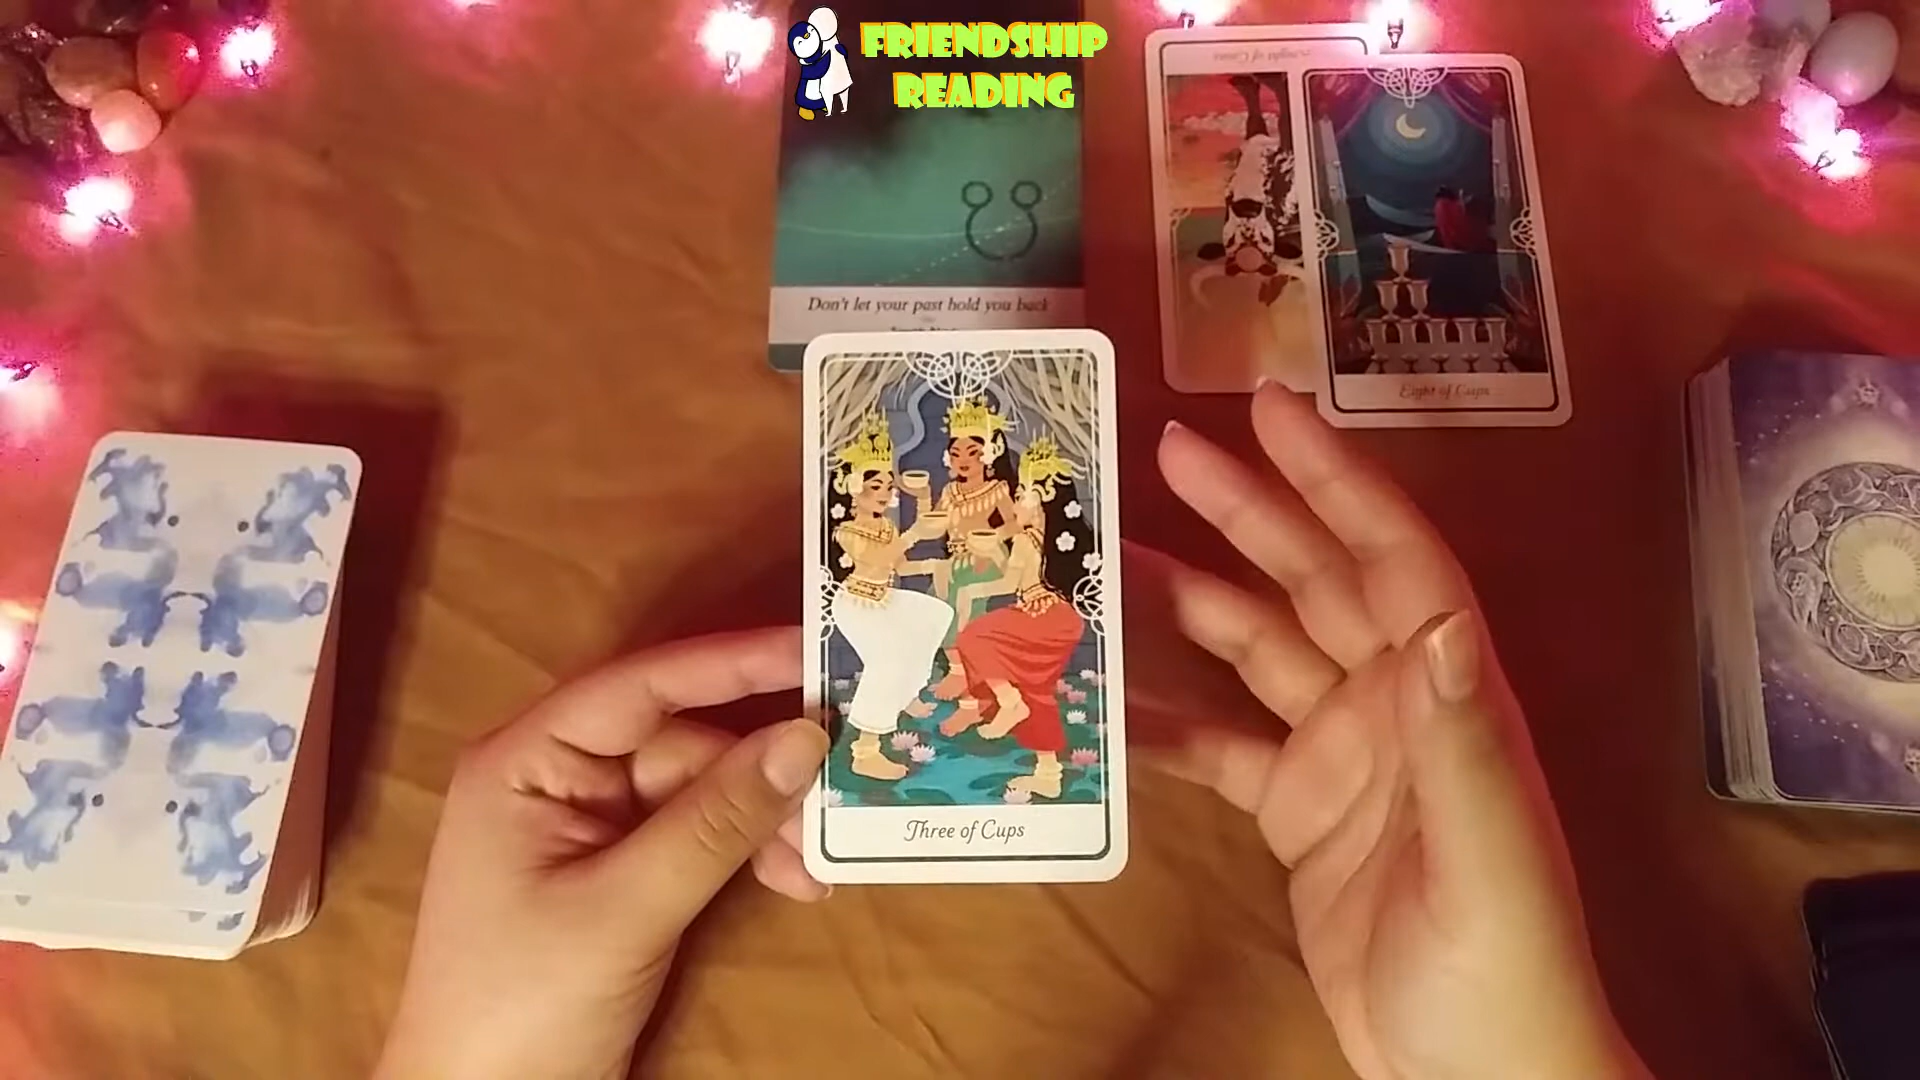 FRIENDSHIP
READING
Don't let your past hold you back
Eight of Cups
Three of Cups